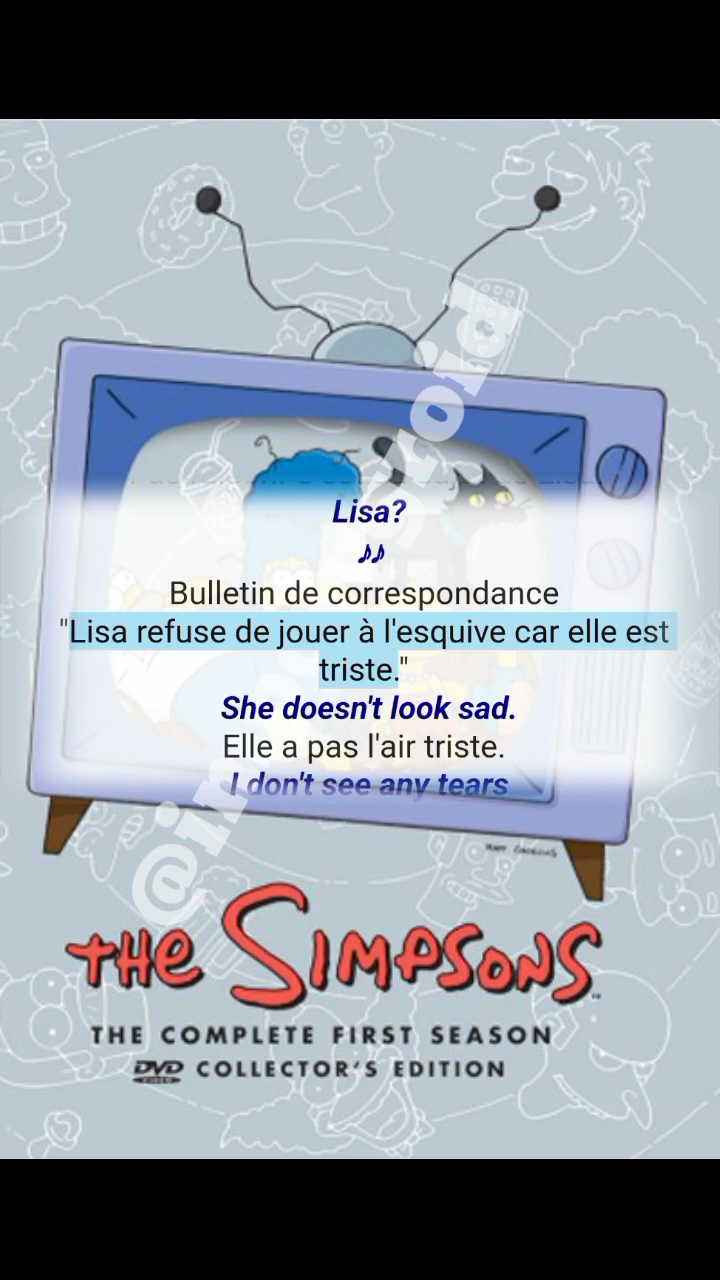 Lisa?
♪♪
Bulletin de correspondance
"Lisa refuse de jouer à l'esquive car elle est
triste."
She doesn't look sad.
Elle a pas l'air triste.
I don't see any tears
THE SIMPSONS
THE COMPLETE FIRST SEASON
DVD VIDEO COLLECTOR'S EDITION